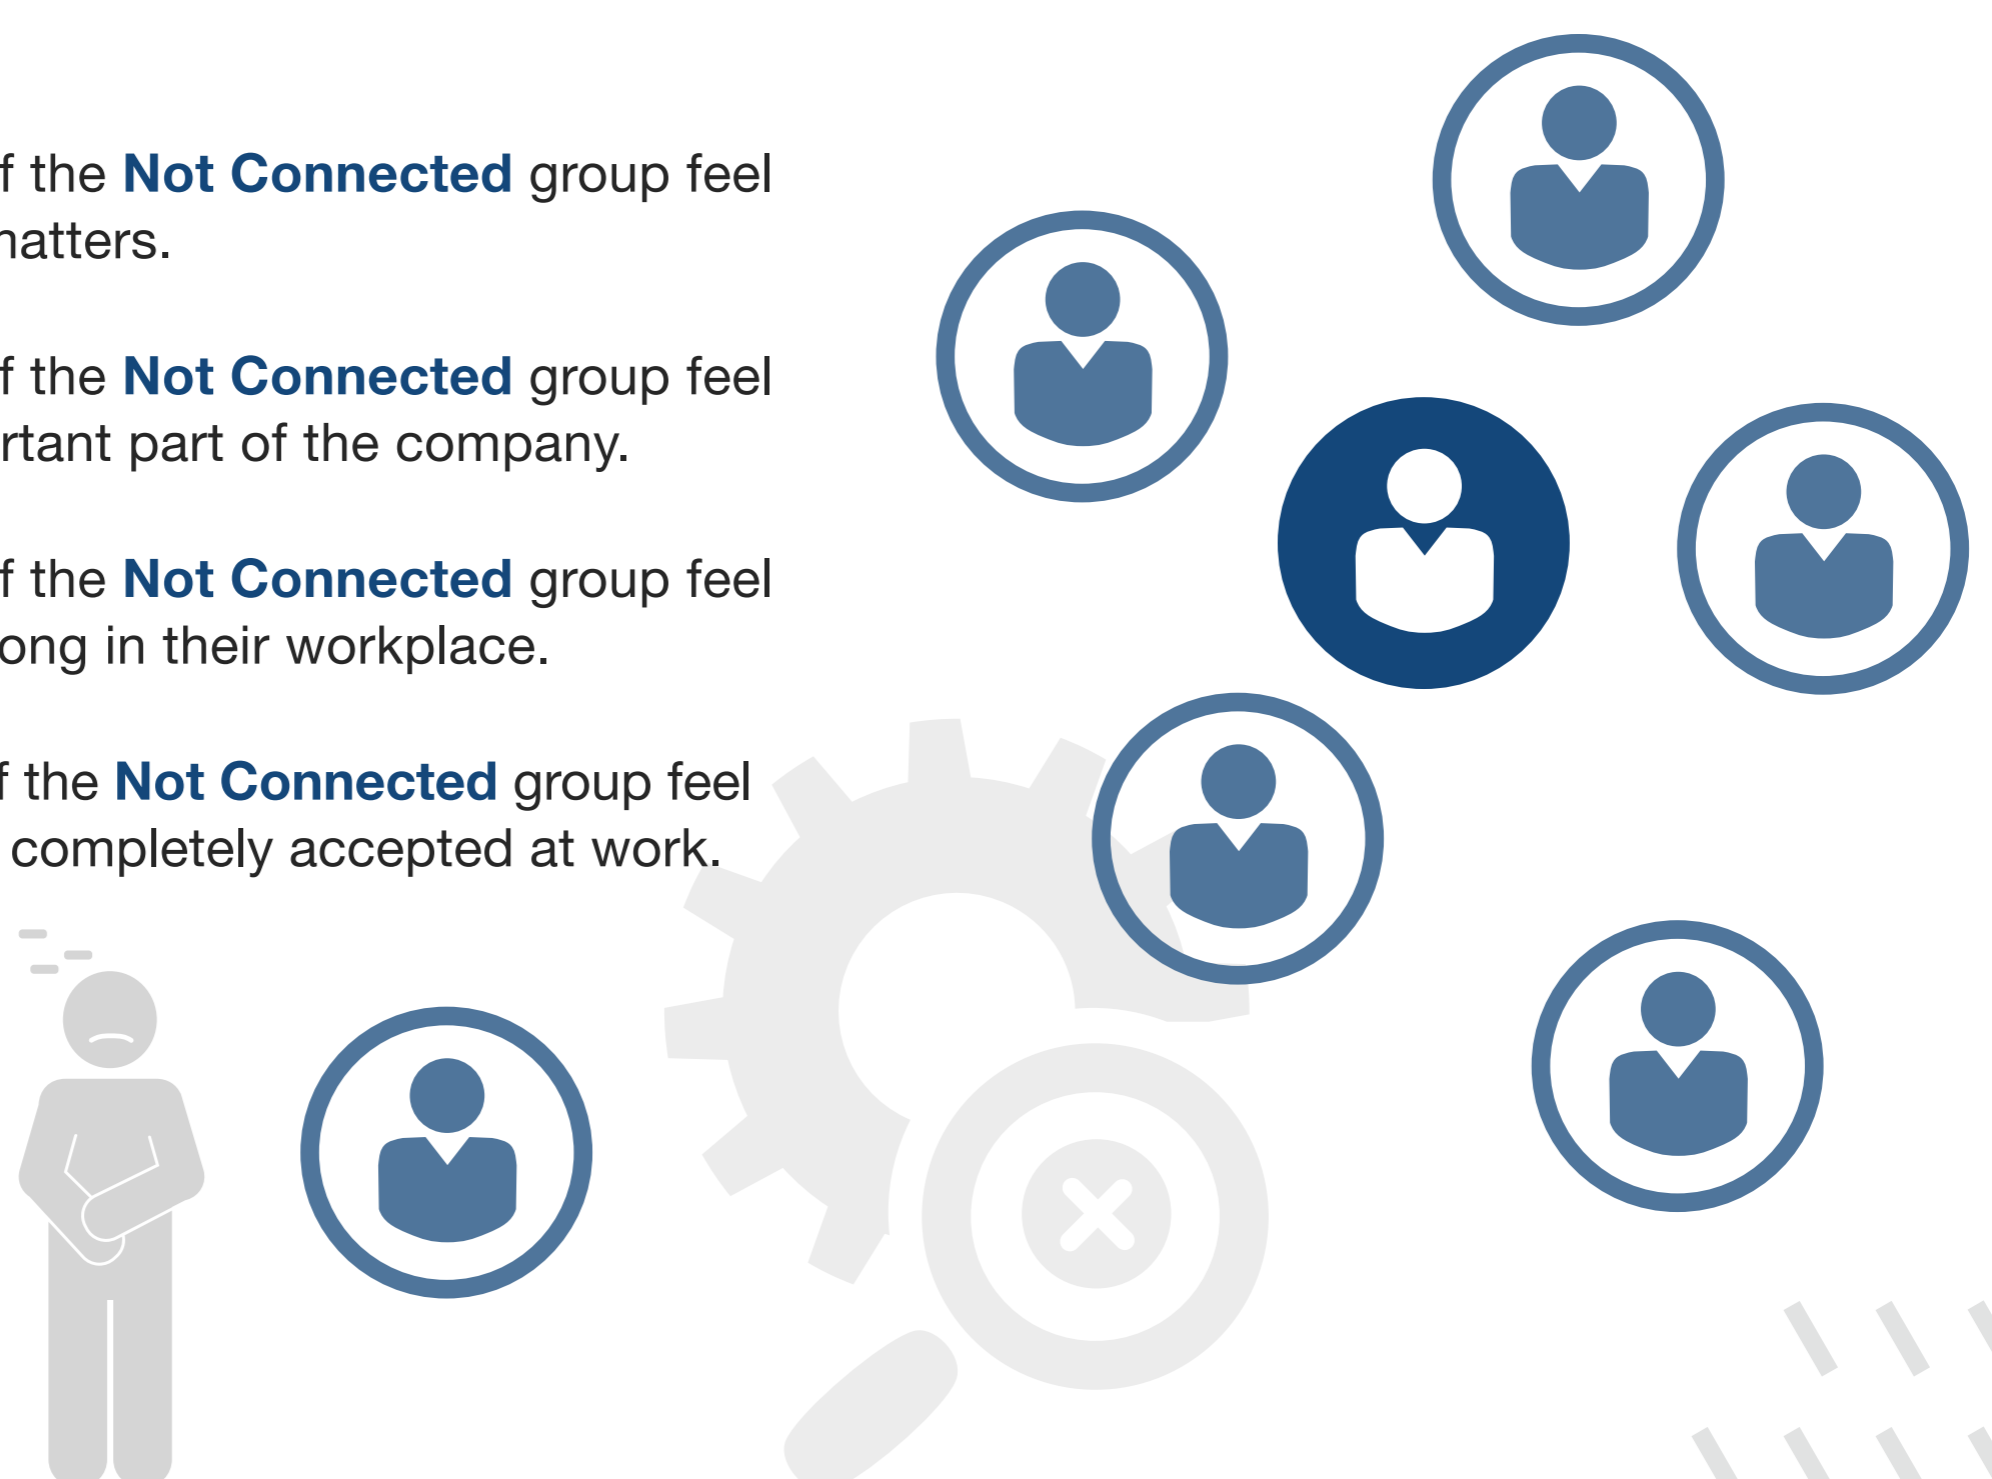 f the Not Connected group feel
matters.
f the Not Connected group feel
rtant part of the company.
f the Not Connected group feel
ong in their workplace.
f the Not Connected group feel
completely accepted at work.